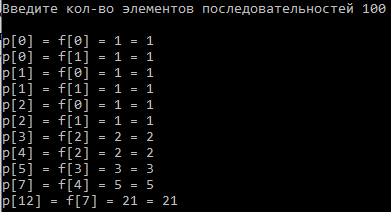 Введите кол-во элементов последовательностей 100
p[0] = f[0] = 1 = 1
p[0] = f[1] = 1 = 1
p[1] = f[0] = 1 = 1
p[1] = f[1] = 1 = 1
p[2] = f[0] = 1 = 1
p[2] = f[1] = 1 = 1
p[3] = f[2] = 2 = 2
p[4] = f[2] = 2 = 2
p[5] = f[3] = 3 = 3
p[7] = f[4] = 5 = 5
p[12] = f[7] = 21 = 21